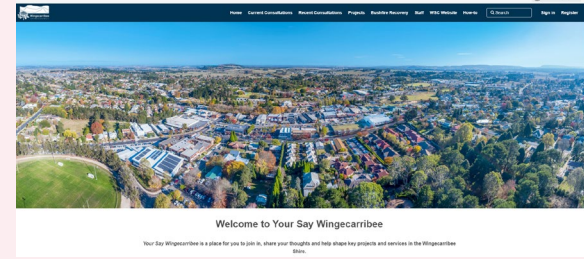 Wingecarribee
Home Current Consultations Recent Consultations Projects Bushfire Recovery Staff WSC Website How-to Search Sign in Register
Welcome to Your Say Wingecarribee
Your Say Wingecarribee is a place for you to join in, share your thoughts and help shape key projects and services in the Wingecarribee
Shire.